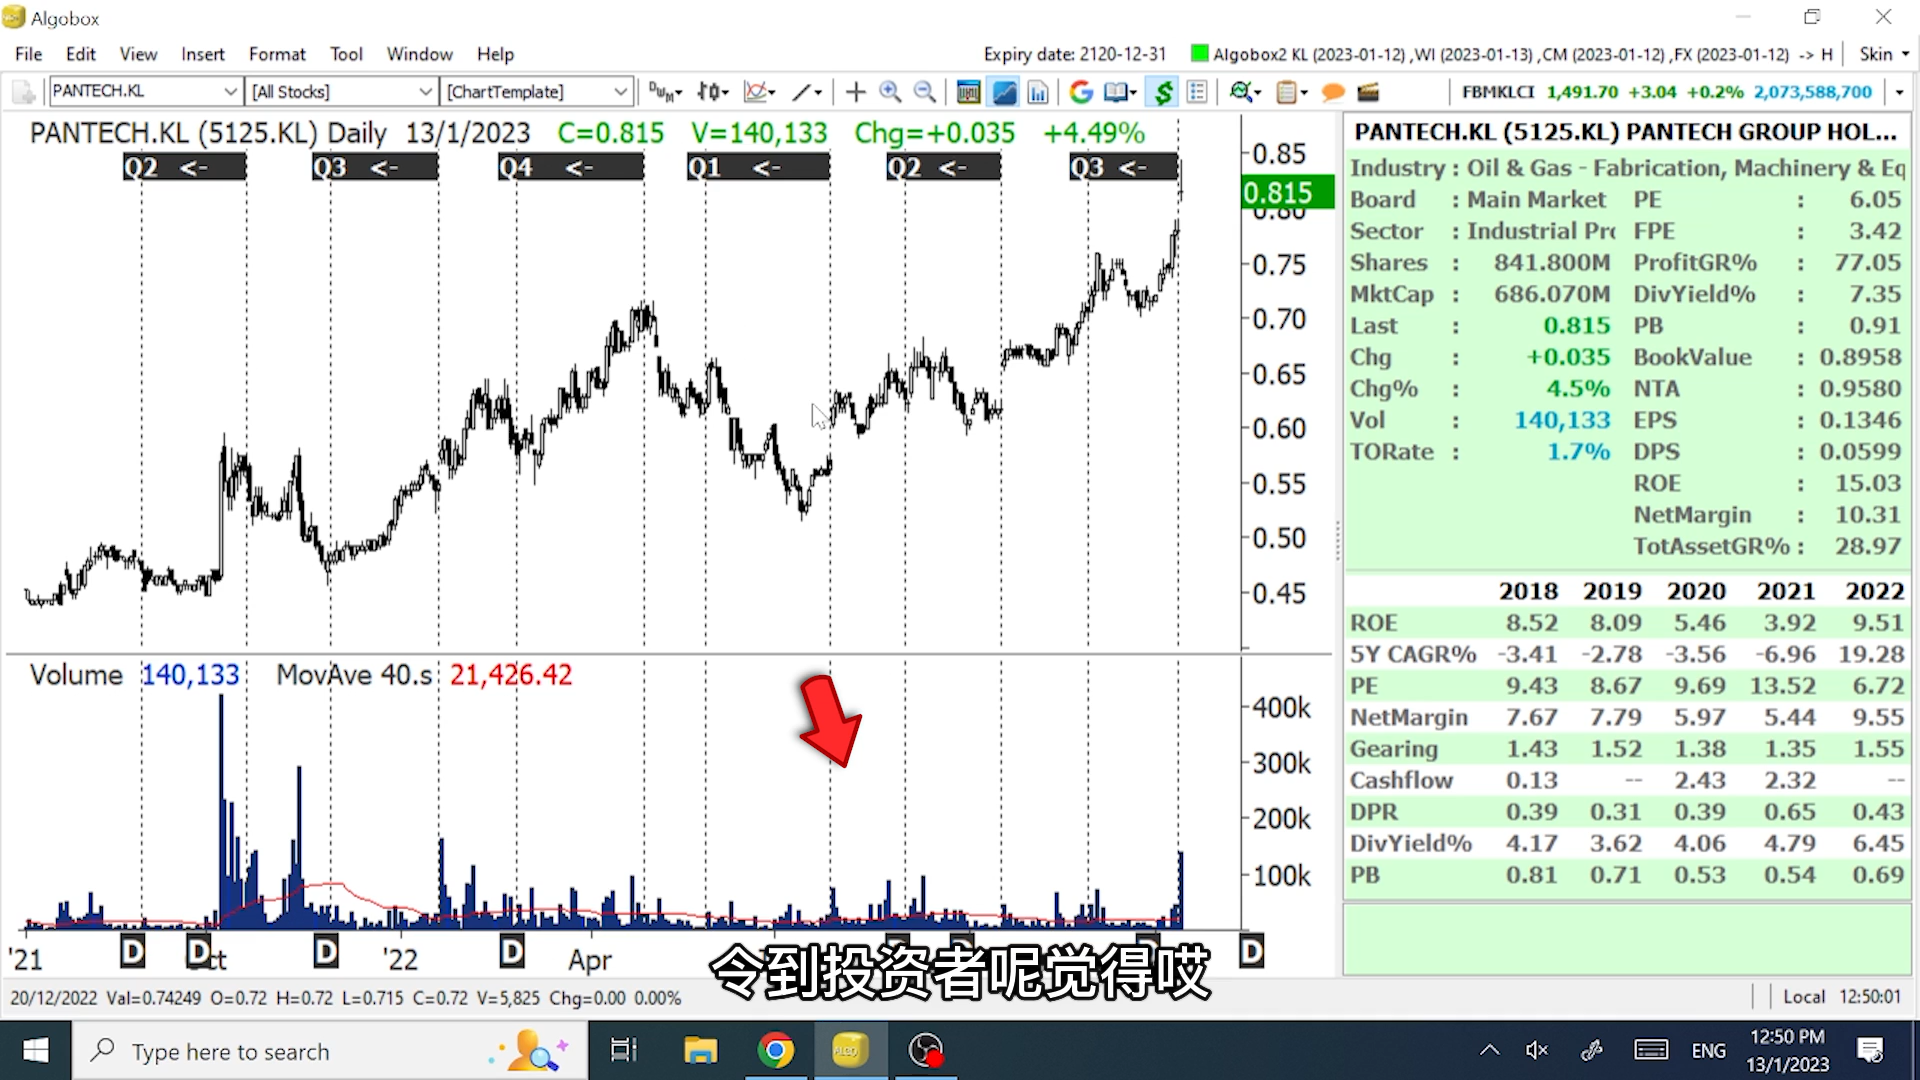 Algobox
File Edit View Insert Format Tool Window Help
Expiry date: 2120-12-31 Algobox2 KL (2023-01-12) ,WI (2023-01-13) ,CM (2023-01-12) ,FX (2023-01-12) -> H Skin
PANTECH.KL [All Stocks] [ChartTemplate] FBMKLCI 1,491.70 +3.04 +0.2% 2,073,588,700
PANTECH.KL (5125.KL) Daily 13/1/2023 C=0.815 V=140,133 Chg=+0.035 +4.49%
Q2 <- Q3 <- Q4 <- Q1 <- Q2 <- Q3 <-
0.85
0.815
0.80
0.75
0.70
0.65
0.60
0.55
0.50
0.45
Volume 140,133 MovAve 40.s 21,426.42
400k
300k
200k
100k
D D D D D
'21 Oct '22 Apr
令到投资者呢觉得哎
20/12/2022 Val=0.74249 O=0.72 H=0.72 L=0.715 C=0.72 V=5,825 Chg=0.00 0.00%
PANTECH.KL (5125.KL) PANTECH GROUP HOL...
Industry : Oil & Gas - Fabrication, Machinery & Eq
Board : Main Market PE : 6.05
Sector : Industrial Pro FPE : 3.42
Shares : 841.800M ProfitGR% : 77.05
MktCap : 686.070M DivYield% : 7.35
Last : 0.815 PB : 0.91
Chg : +0.035 BookValue : 0.8958
Chg% : 4.5% NTA : 0.9580
Vol : 140,133 EPS : 0.1346
TORate : 1.7% DPS : 0.0599
ROE : 15.03
NetMargin : 10.31
TotAssetGR% : 28.97
2018 2019 2020 2021 2022
ROE 8.52 8.09 5.46 3.92 9.51
5Y CAGR% -3.41 -2.78 -3.56 -6.96 19.28
PE 9.43 8.67 9.69 13.52 6.72
NetMargin 7.67 7.79 5.97 5.44 9.55
Gearing 1.43 1.52 1.38 1.35 1.55
Cashflow 0.13 -- 2.43 2.32 --
DPR 0.39 0.31 0.39 0.65 0.43
DivYield% 4.17 3.62 4.06 4.79 6.45
PB 0.81 0.71 0.53 0.54 0.69
Local 12:50:01
Type here to search
ALGO
ENG
12:50 PM
13/1/2023